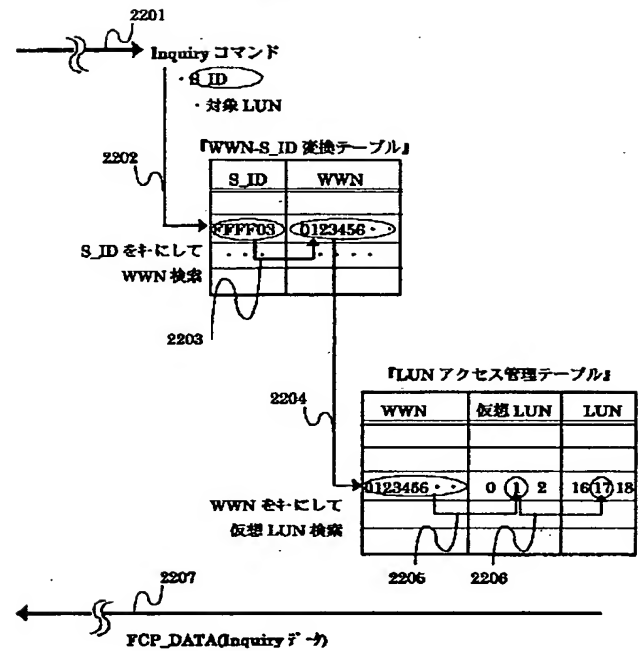 2201
Inquiry コマンド
・S_ID
・対象 LUN
『WWN-S_ID 変換テーブル』
2202
S_ID WWN
FFFF03 0123456・・
S_ID をキーにして
WWN 検索
・・・ ・・・・・
2203
『LUN アクセス管理テーブル』
2204
WWN 仮想 LUN LUN
0123456・・ 0 1 2 16 17 18
WWN をキーにして
仮想 LUN 検索
2205 2206
2207
FCP_DATA(Inquiry データ)